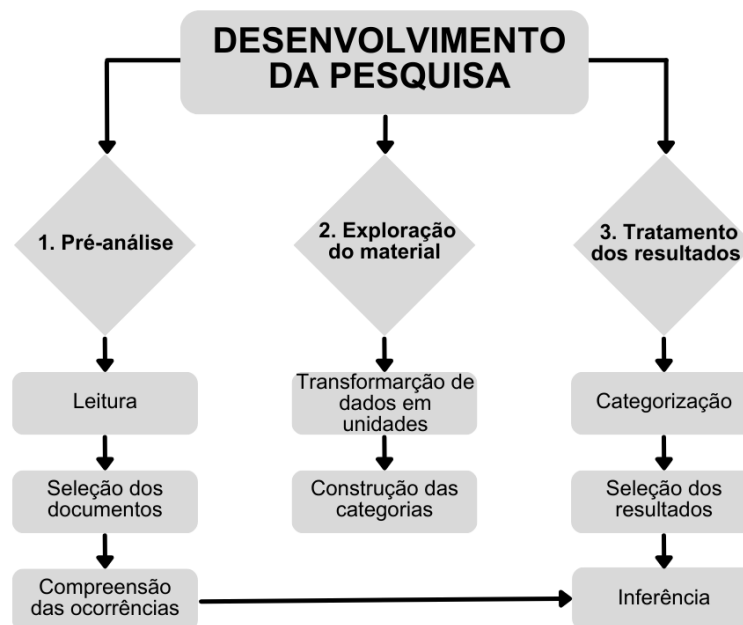 DESENVOLVIMENTO
DA PESQUISA
1. Pré-análise
2. Exploração
do material
3. Tratamento
dos resultados
Leitura
Seleção dos
documentos
Compreensão
das ocorrências
Transformarção de
dados em
unidades
Construção das
categorias
Categorização
Seleção dos
resultados
Inferência